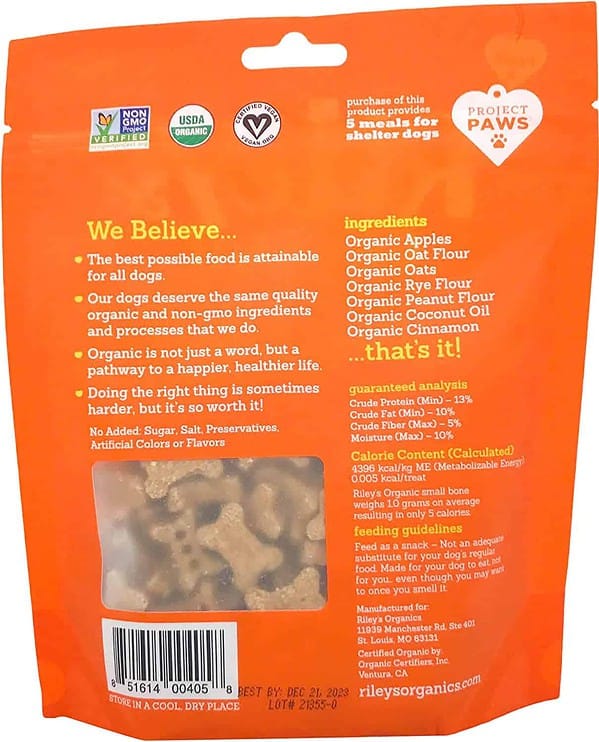 NON
GMO
Project
VERIFIED
nongmoproject.org
USDA
ORGANIC
CERTIFIED VEGAN
VEGAN.ORG
purchase of this
product provides
5 meals for
shelter dogs
PROJECT
PAWS
We Believe...
The best possible food is attainable
for all dogs.
Our dogs deserve the same quality
organic and non-gmo ingredients
and processes that we do.
Organic is not just a word, but a
pathway to a happier, healthier life.
Doing the right thing is sometimes
harder, but it's so worth it!
No Added: Sugar, Salt, Preservatives,
Artificial Colors or Flavors
ingredients
Organic Apples
Organic Oat Flour
Organic Oats
Organic Rye Flour
Organic Peanut Flour
Organic Coconut Oil
Organic Cinnamon
...that's it!
guaranteed analysis
Crude Protein (Min) – 13%
Crude Fat (Min) – 10%
Crude Fiber (Max) – 5%
Moisture (Max) – 10%
Calorie Content (Calculated)
4396 kcal/kg ME (Metabolizable Energy)
0.005 kcal/treat
Riley's Organic small bone
weighs 1.0 grams on average
resulting in only 5 calories.
feeding guidelines
Feed as a snack – Not an adequate
substitute for your dog's regular
food. Made for your dog to eat, not
for you.. even though you may want
to once you smell it.
Manufactured for:
Riley's Organics
11939 Manchester Rd. Ste 401
St. Louis, MO 63131
Certified Organic by:
Organic Certifiers, Inc.
Ventura, CA
rileysorganics.com
8 51614 00405 8
STORE IN A COOL, DRY PLACE
BEST BY: DEC 21, 2023
LOT# 21355-0